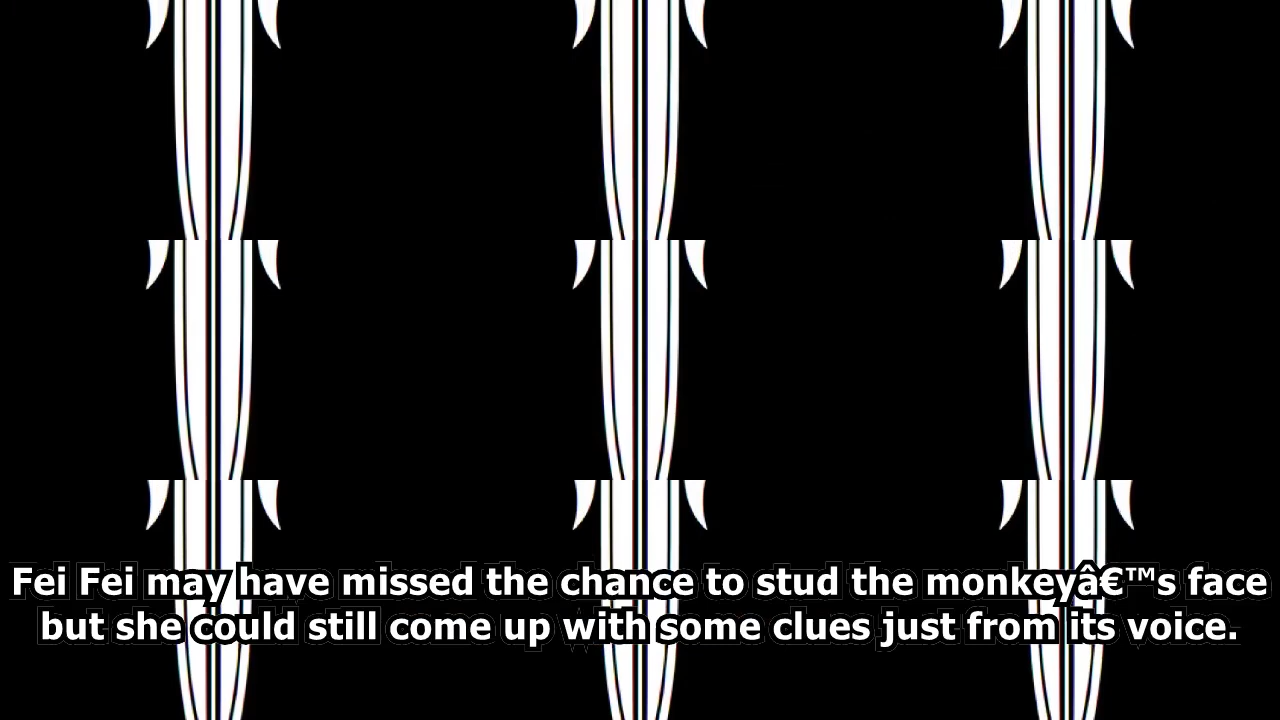 Fei Fei may have missed the chance to stud the monkeyâ€™s face
but she could still come up with some clues just from its voice.